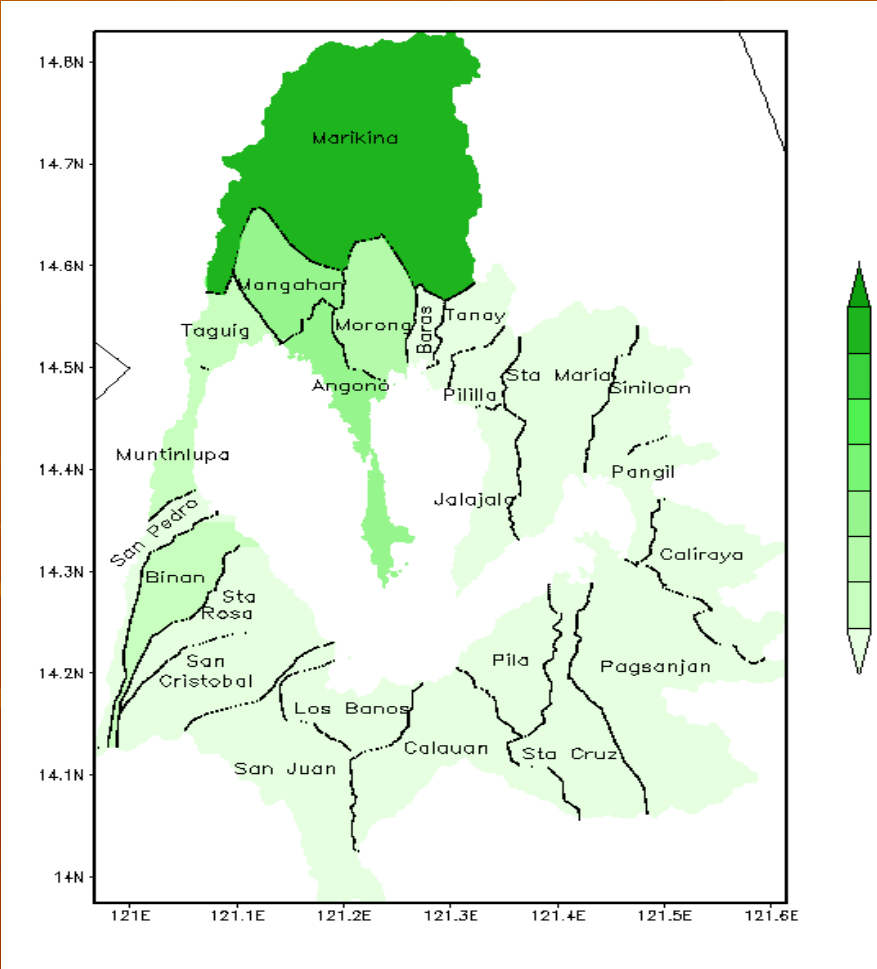 14.8N
Marikina
14.7N
14.6N
Mangahan
Taguig
Morong
Baras
Tanay
14.5N
Angono
Sta Maria
Pililla
Siniloan
Muntinlupa
14.4N
Pangil
Jalajala
San Pedro
Caliraya
14.3N
Binan
Sta
Rosa
San
Cristobal
14.2N
Pila
Pagsanjan
Los Banos
Calauan
Sta Cruz
San Juan
14.1N
14N
121E
121.1E
121.2E
121.3E
121.4E
121.5E
121.6E